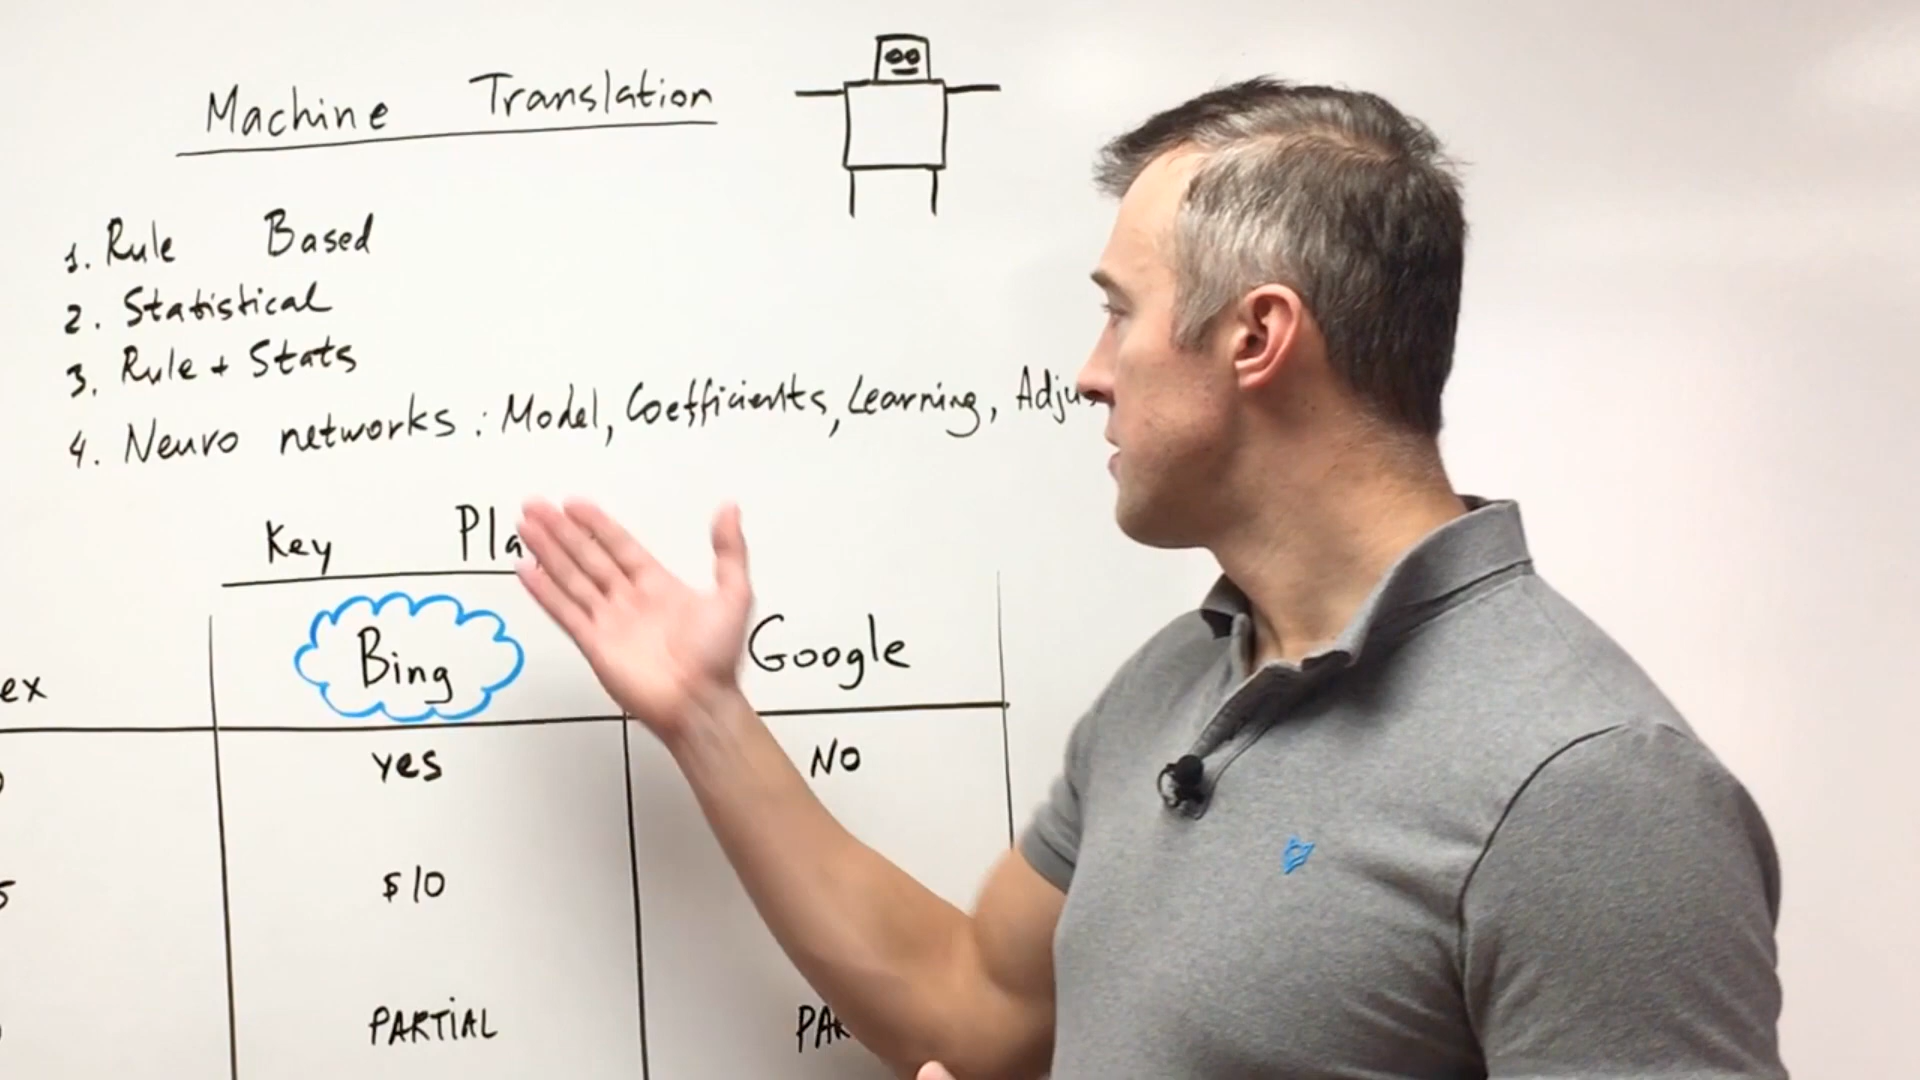 Machine Translation
1. Rule Based
2. Statistical
3. Rule + Stats
4. Neuro networks : Model, Coefficients, Learning,
Key
Bing Google
Yes NO
$10
PARTIAL